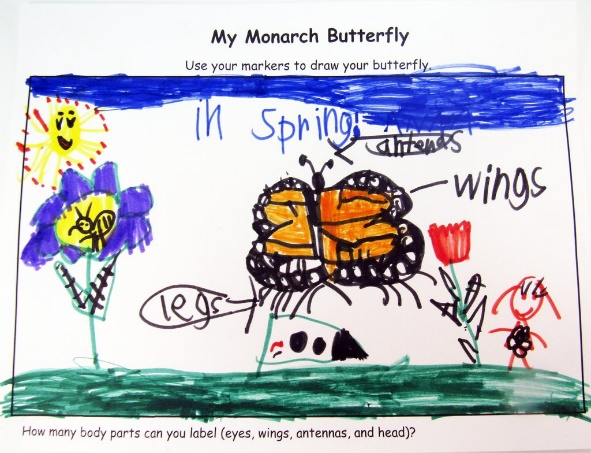 My Monarch Butterfly
Use your markers to draw your butterfly.
in Spring!
antends
wings
legs
How many body parts can you label (eyes, wings, antennas, and head)?